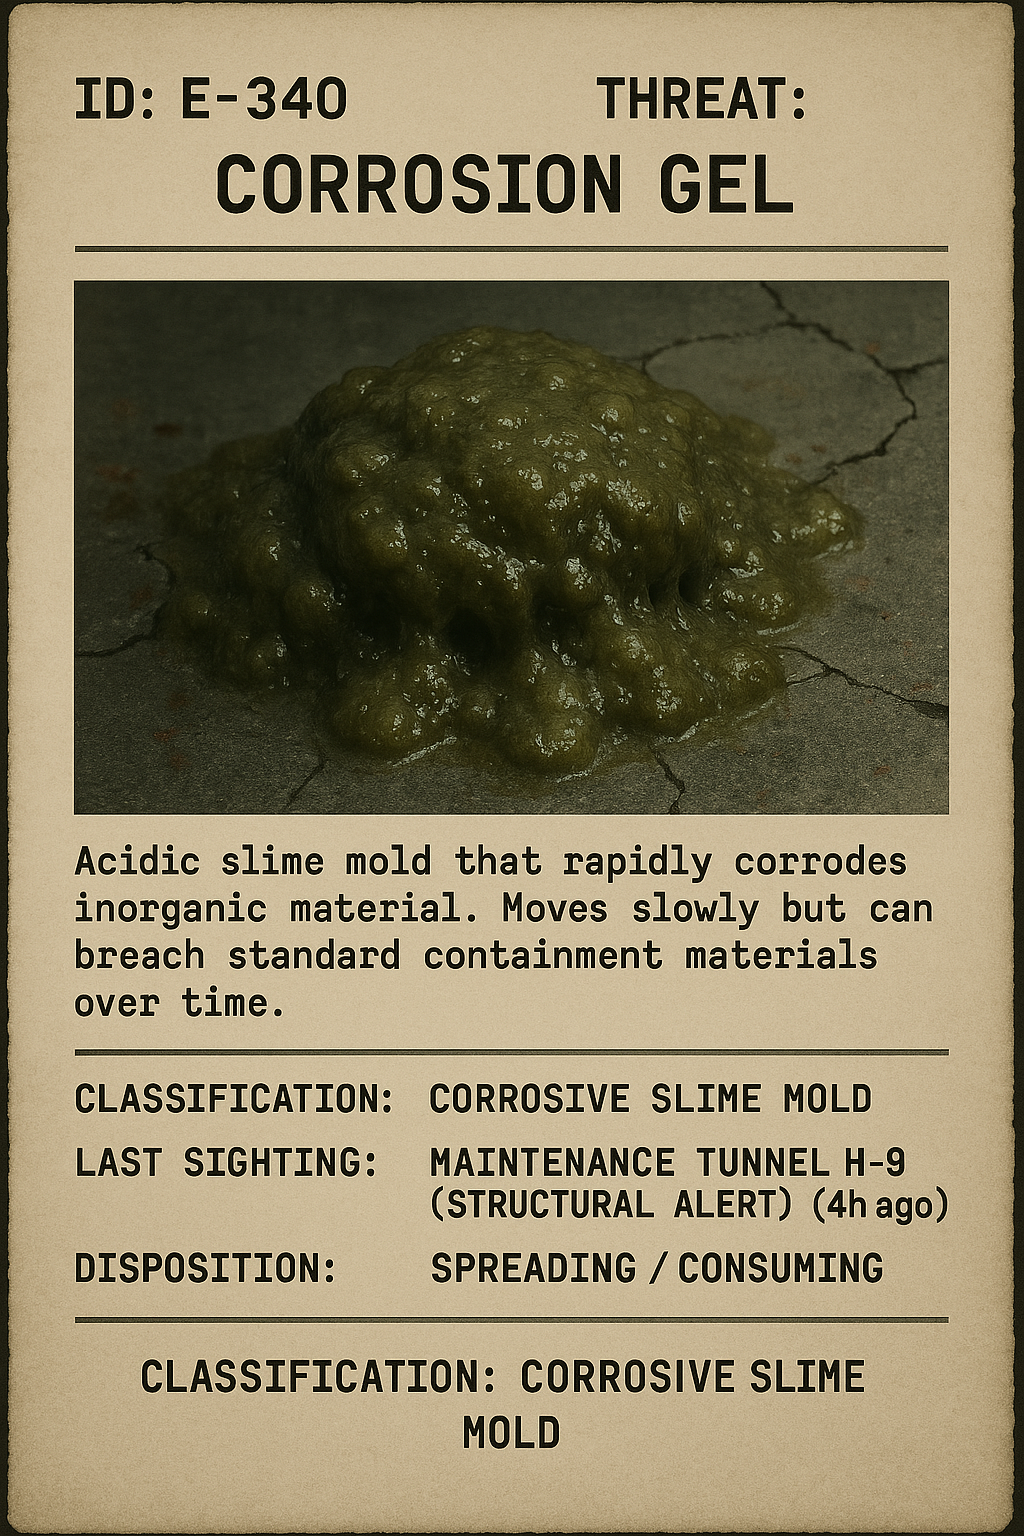 ID: E-340 THREAT:
CORROSION GEL
Acidic slime mold that rapidly corrodes
inorganic material. Moves slowly but can
breach standard containment materials
over time.
CLASSIFICATION: CORROSIVE SLIME MOLD
LAST SIGHTING: MAINTENANCE TUNNEL H-9
(STRUCTURAL ALERT) (4h ago)
DISPOSITION: SPREADING / CONSUMING
CLASSIFICATION: CORROSIVE SLIME
MOLD